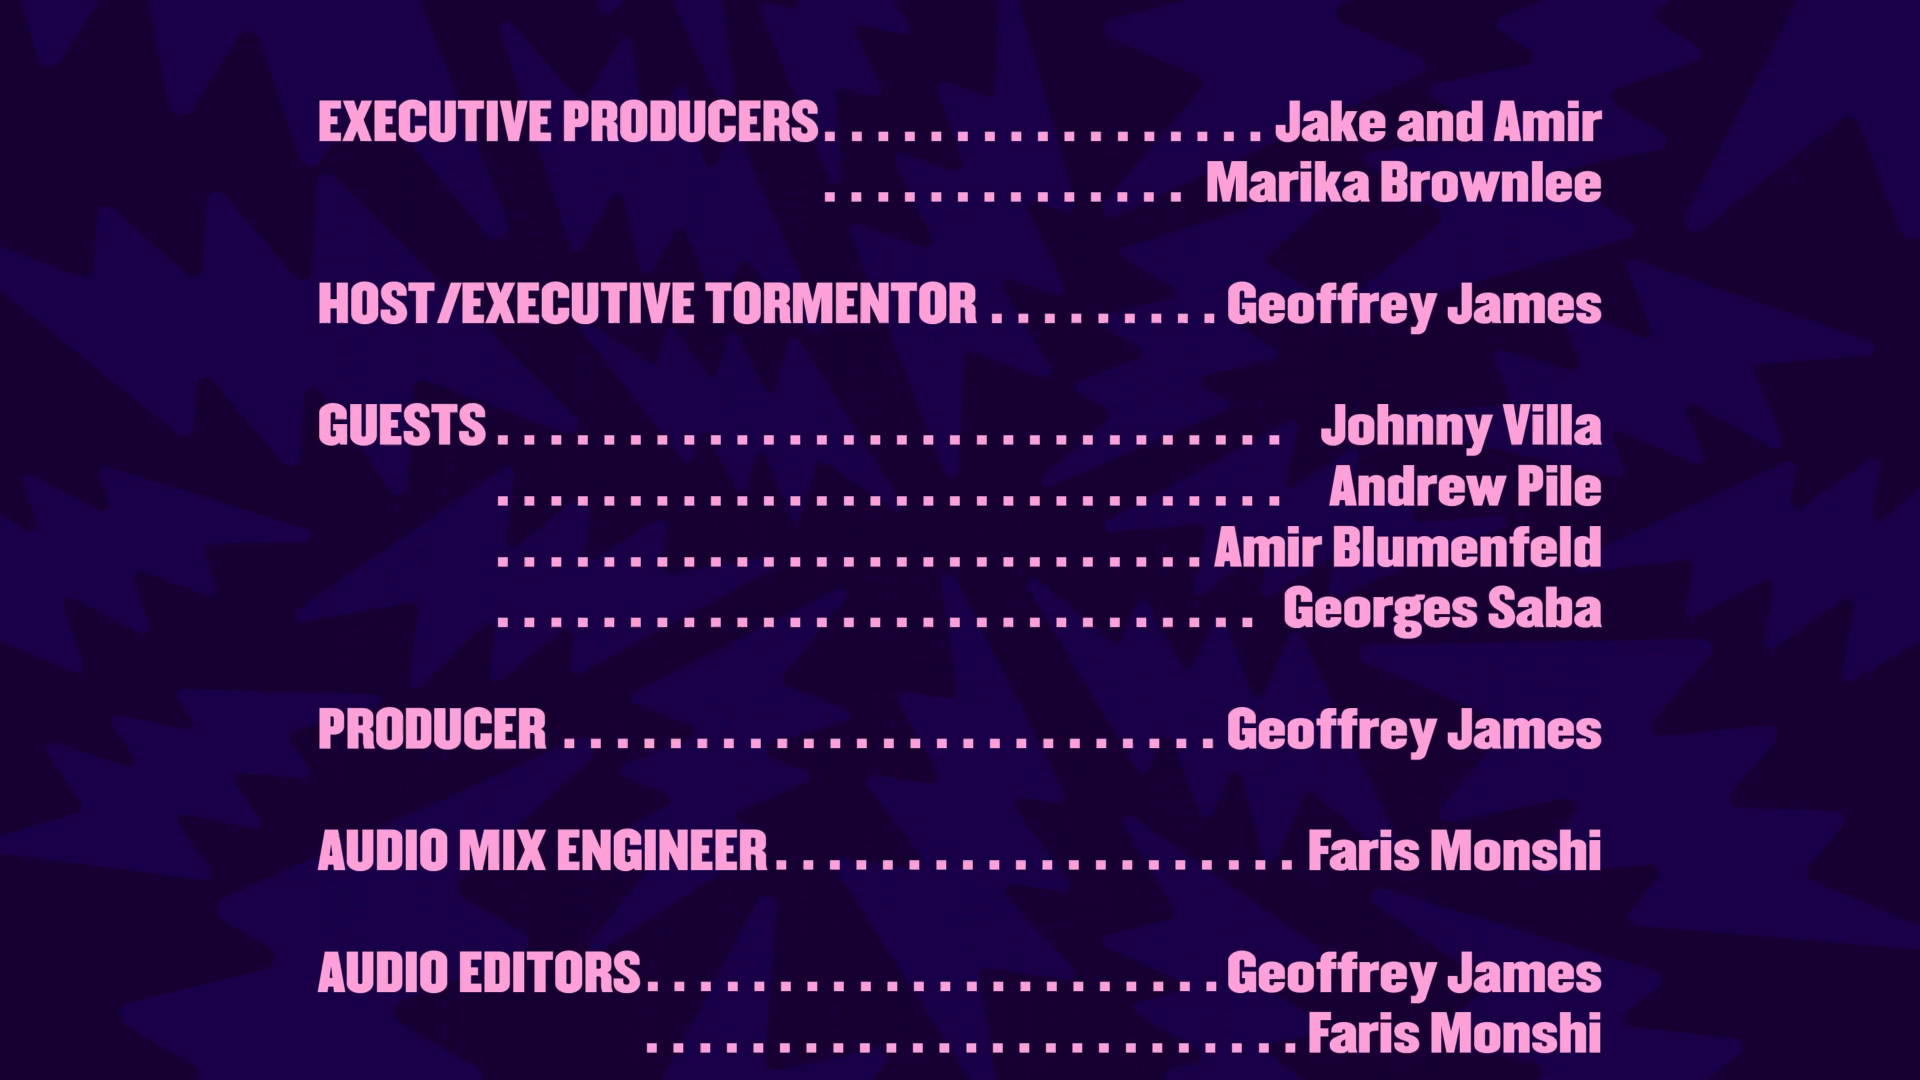 EXECUTIVE PRODUCERS................. Jake and Amir
.............. Marika Brownlee
HOST/EXECUTIVE TORMENTOR ......... Geoffrey James
GUESTS .............................. Johnny Villa
.............................. Andrew Pile
........................... Amir Blumenfeld
............................. Georges Saba
PRODUCER ......................... Geoffrey James
AUDIO MIX ENGINEER.................... Faris Monshi
AUDIO EDITORS...................... Geoffrey James
......................... Faris Monshi